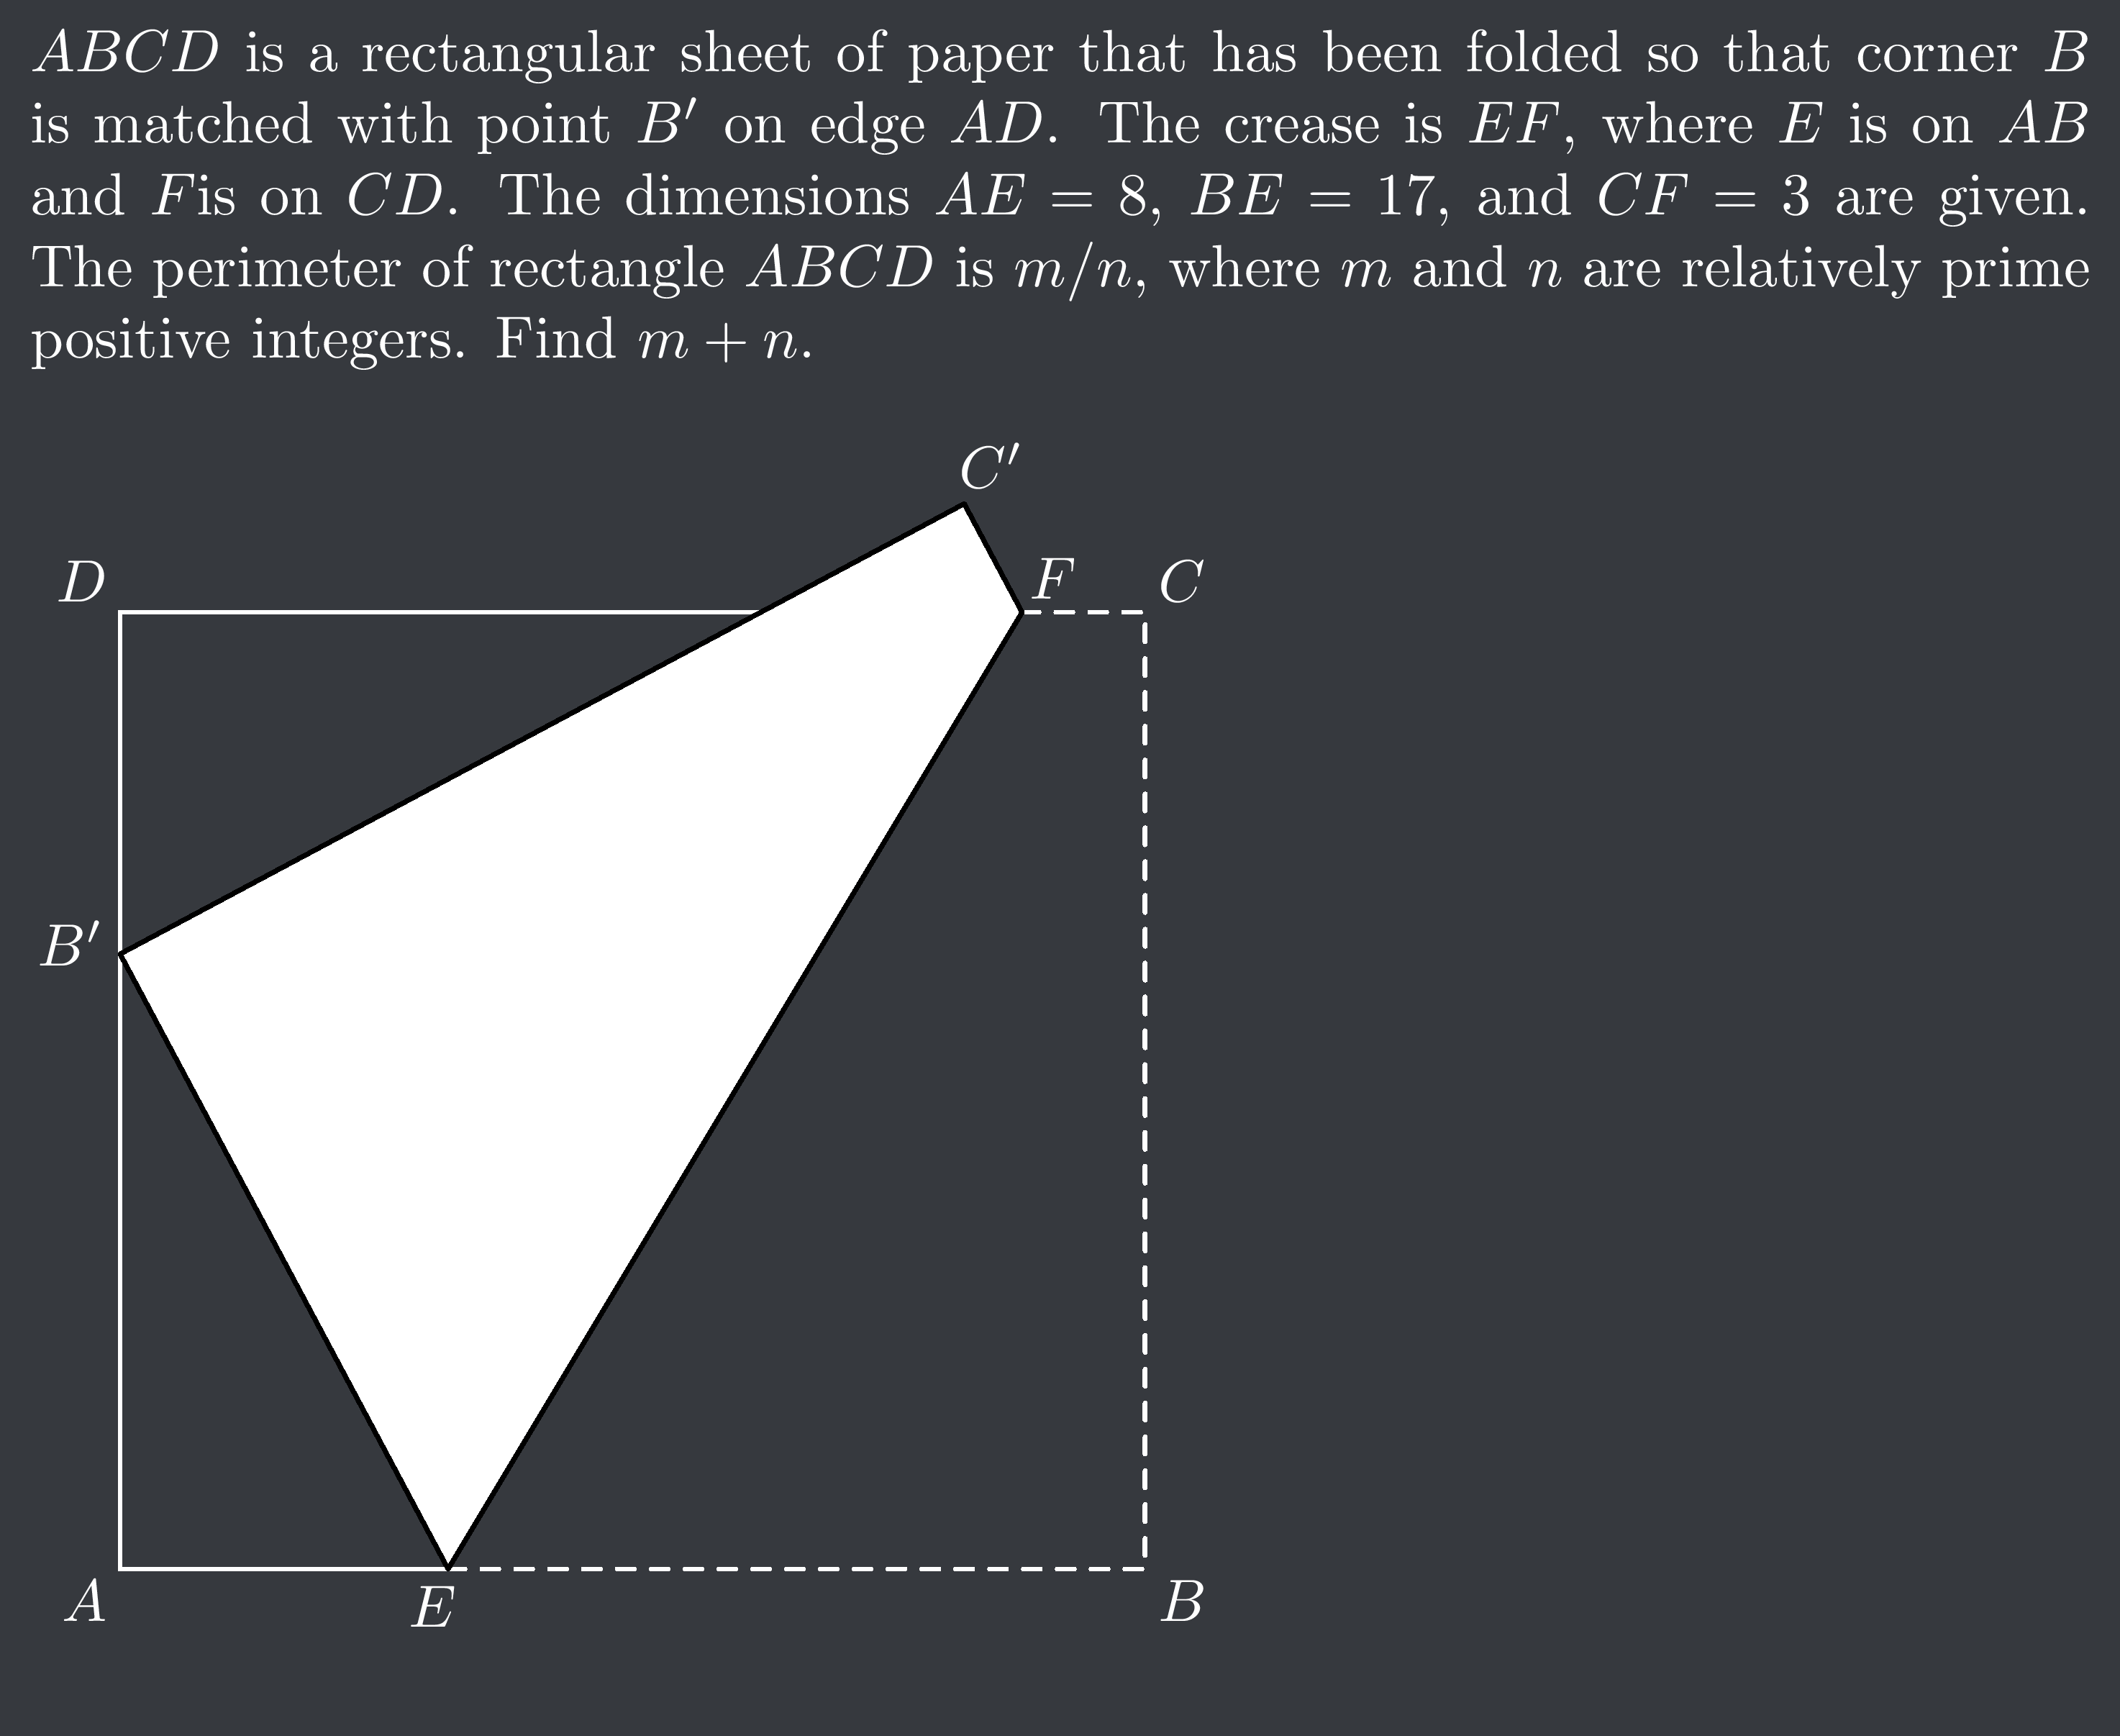 ABCD is a rectangular sheet of paper that has been folded so that corner B
is matched with point B′ on edge AD. The crease is EF, where E is on AB
and F is on CD. The dimensions AE = 8, BE = 17, and CF = 3 are given.
The perimeter of rectangle ABCD is m/n, where m and n are relatively prime
positive integers. Find m + n.
C′
D
F
C
B′
A
E
B